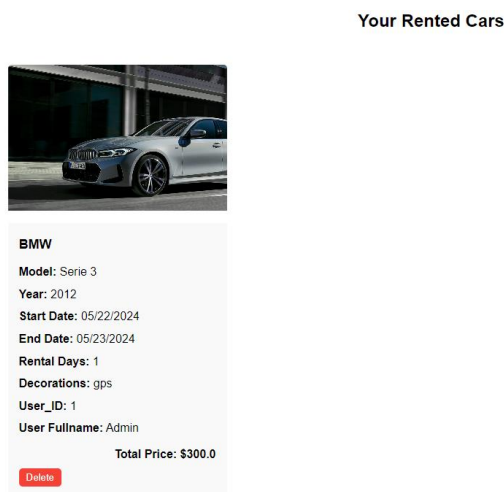 Your Rented Cars
BMW
Model: Serie 3
Year: 2012
Start Date: 05/22/2024
End Date: 05/23/2024
Rental Days: 1
Decorations: gps
User_ID: 1
User Fullname: Admin
Total Price: $300.0
Delete